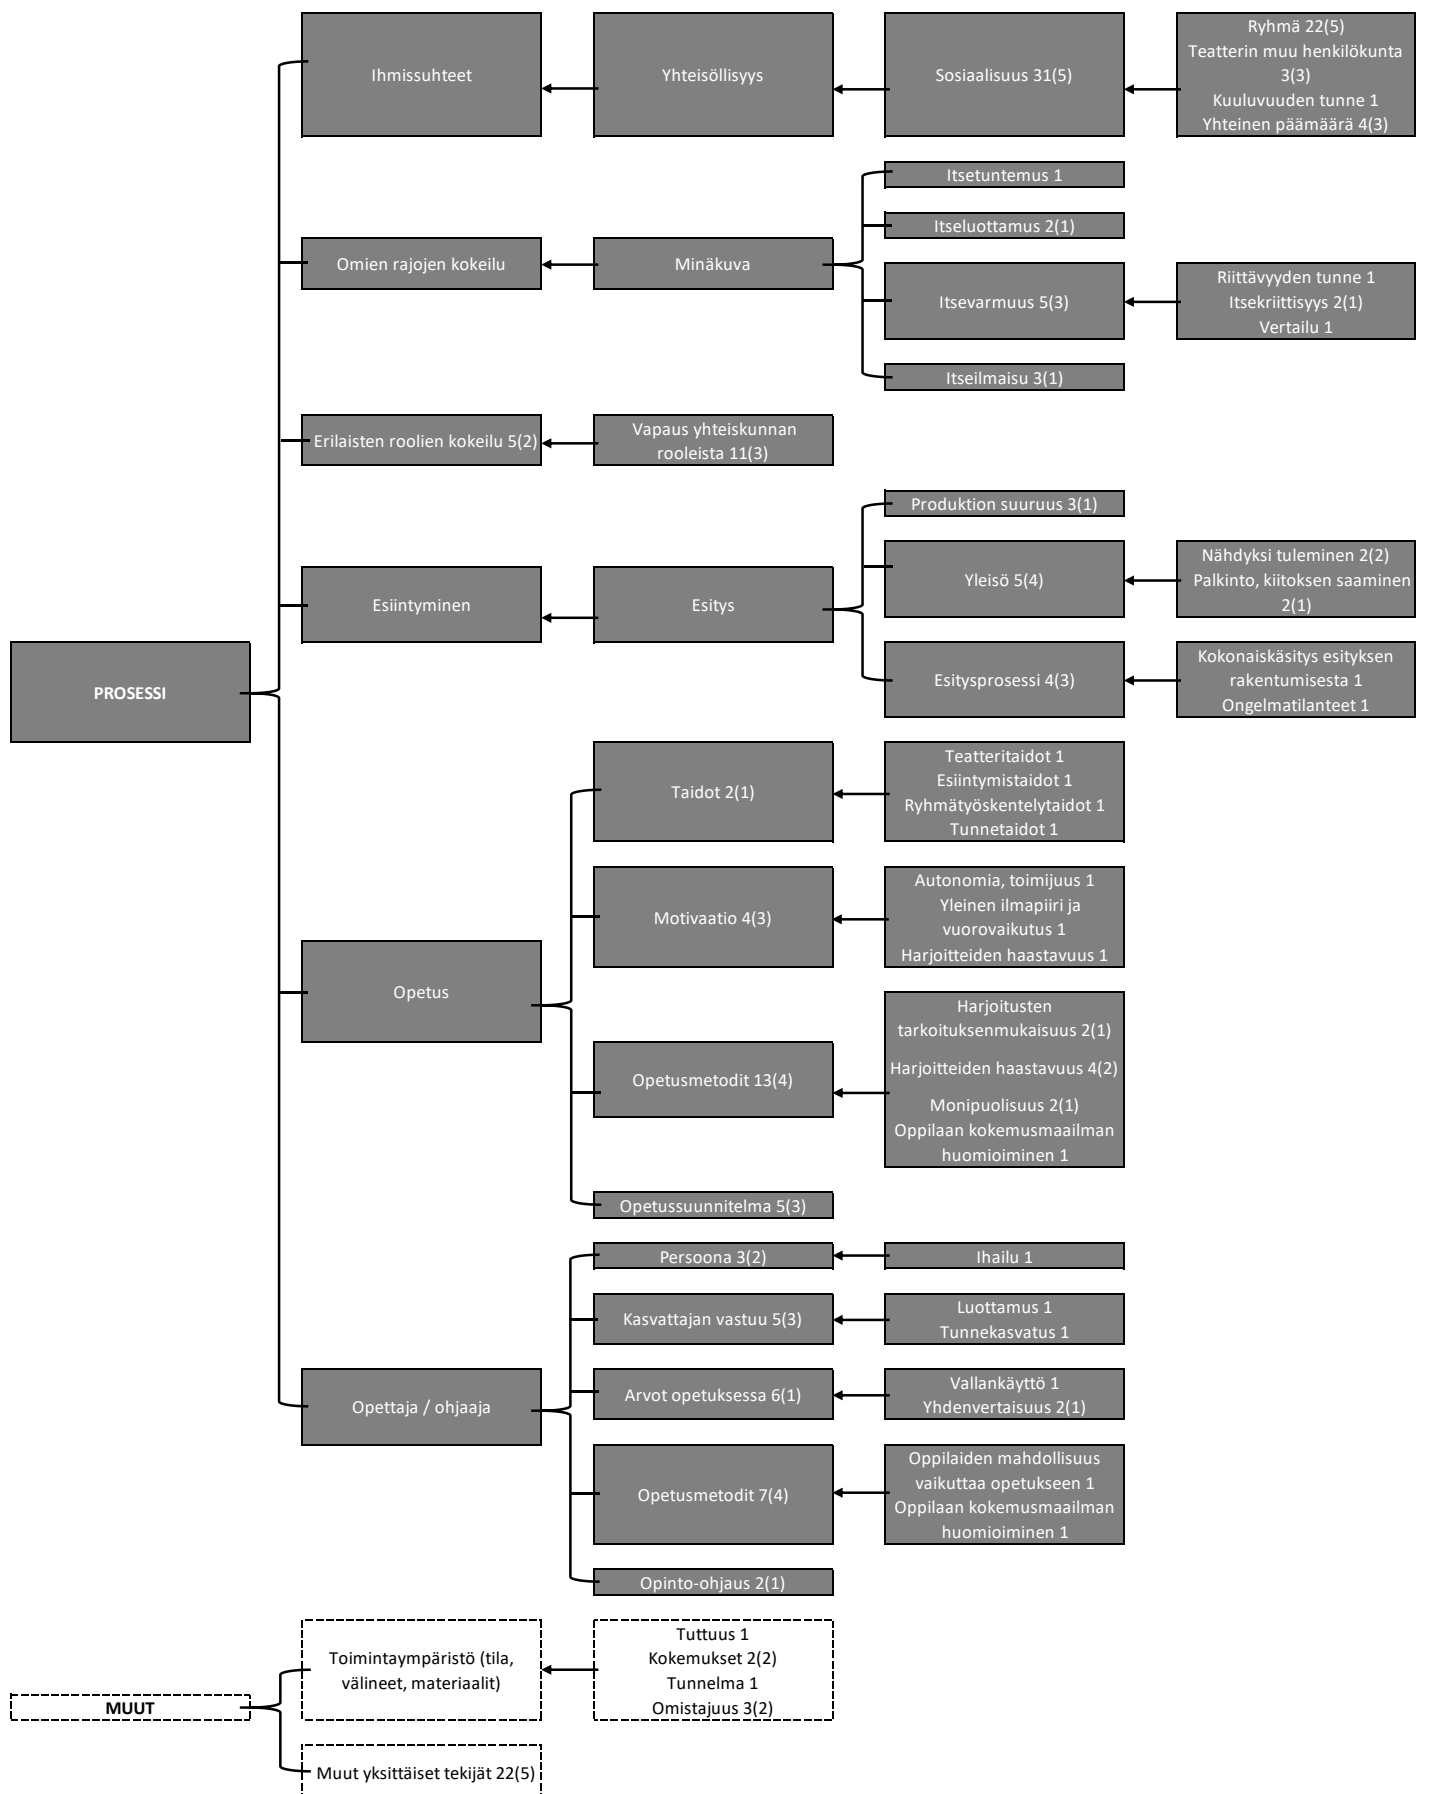 Ihmissuhteet
Yhteisöllisyys
Sosiaalisuus 31(5)
Ryhmä 22(5)
Teatterin muu henkilökunta
3(3)
Kuuluvuuden tunne 1
Yhteinen päämäärä 4(3)
Itsetuntemus 1
Itseluottamus 2(1)
Omien rajojen kokeilu
Minäkuva
Itsevarmuus 5(3)
Riittävyyden tunne 1
Itsekriittisyys 2(1)
Vertailu 1
Itseilmaisu 3(1)
Erilaisten roolien kokeilu 5(2)
Vapaus yhteiskunnan
rooleista 11(3)
Produktion suuruus 3(1)
Yleisö 5(4)
Nähdyksi tuleminen 2(2)
Palkinto, kiitoksen saaminen
2(1)
Esiintyminen
Esitys
Esitysprosessi 4(3)
Kokonaiskäsitys esityksen
rakentumisesta 1
Ongelmatilanteet 1
PROSESSI
Taidot 2(1)
Teatteritaidot 1
Esiintymistaidot 1
Ryhmätyöskentelytaidot 1
Tunnetaidot 1
Motivaatio 4(3)
Autonomia, toimijuus 1
Yleinen ilmapiiri ja
vuorovaikutus 1
Harjoitteiden haastavuus 1
Opetus
Opetusmetodit 13(4)
Harjoitusten
tarkoituksenmukaisuus 2(1)
Harjoitteiden haastavuus 4(2)
Monipuolisuus 2(1)
Oppilaan kokemusmaailman
huomioiminen 1
Opetussuunnitelma 5(3)
Persoona 3(2)
Ihailu 1
Kasvattajan vastuu 5(3)
Luottamus 1
Tunnekasvatus 1
Opettaja / ohjaaja
Arvot opetuksessa 6(1)
Vallankäyttö 1
Yhdenvertaisuus 2(1)
Opetusmetodit 7(4)
Oppilaiden mahdollisuus
vaikuttaa opetukseen 1
Oppilaan kokemusmaailman
huomioiminen 1
Opinto-ohjaus 2(1)
MUUT
Toimintaympäristö (tila,
välineet, materiaalit)
Tuttuus 1
Kokemukset 2(2)
Tunnelma 1
Omistajuus 3(2)
Muut yksittäiset tekijät 22(5)